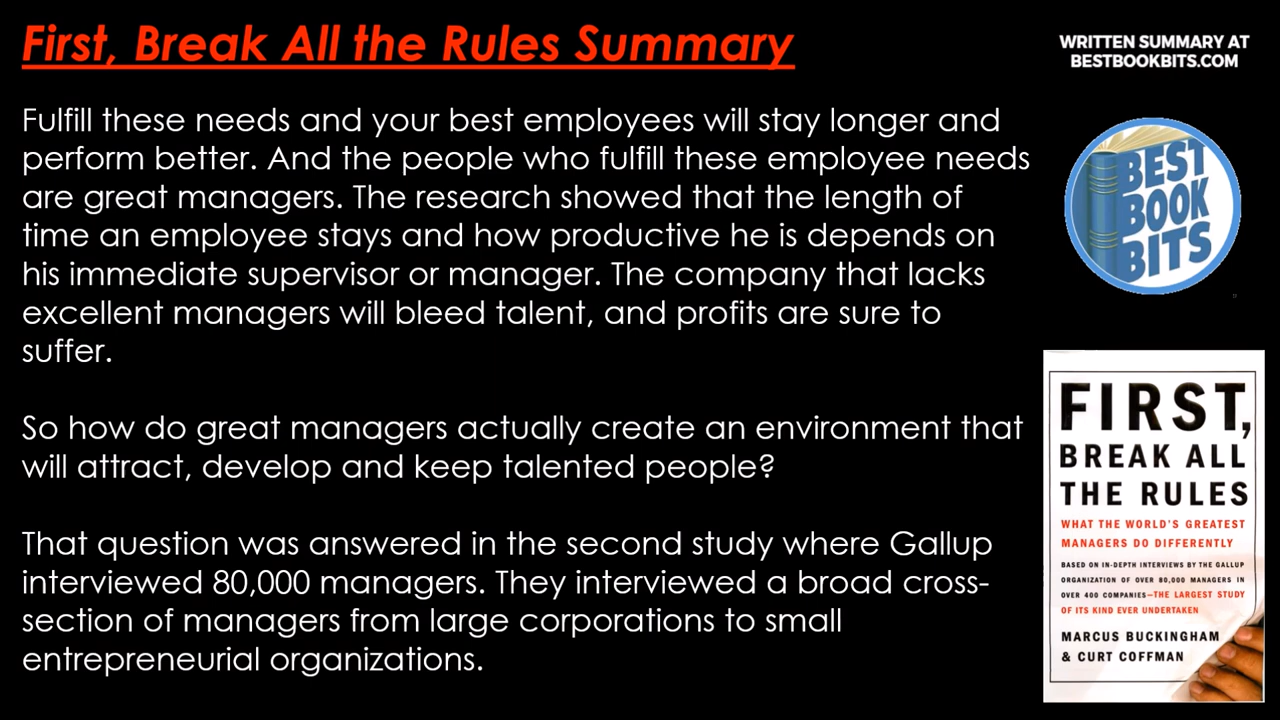 First, Break All the Rules Summary
WRITTEN SUMMARY AT
BESTBOOKBITS.COM
Fulfill these needs and your best employees will stay longer and
perform better. And the people who fulfill these employee needs
are great managers. The research showed that the length of
time an employee stays and how productive he is depends on
his immediate supervisor or manager. The company that lacks
excellent managers will bleed talent, and profits are sure to
suffer.
So how do great managers actually create an environment that
will attract, develop and keep talented people?
That question was answered in the second study where Gallup
interviewed 80,000 managers. They interviewed a broad cross-
section of managers from large corporations to small
entrepreneurial organizations.
BEST
BOOK
BITS
FIRST,
BREAK ALL
THE RULES
WHAT THE WORLD'S GREATEST
MANAGERS DO DIFFERENTLY
BASED ON IN-DEPTH INTERVIEWS BY THE GALLUP
ORGANIZATION OF OVER 80,000 MANAGERS IN
OVER 400 COMPANIES—THE LARGEST STUDY
OF ITS KIND EVER UNDERTAKEN
MARCUS BUCKINGHAM
& CURT COFFMAN